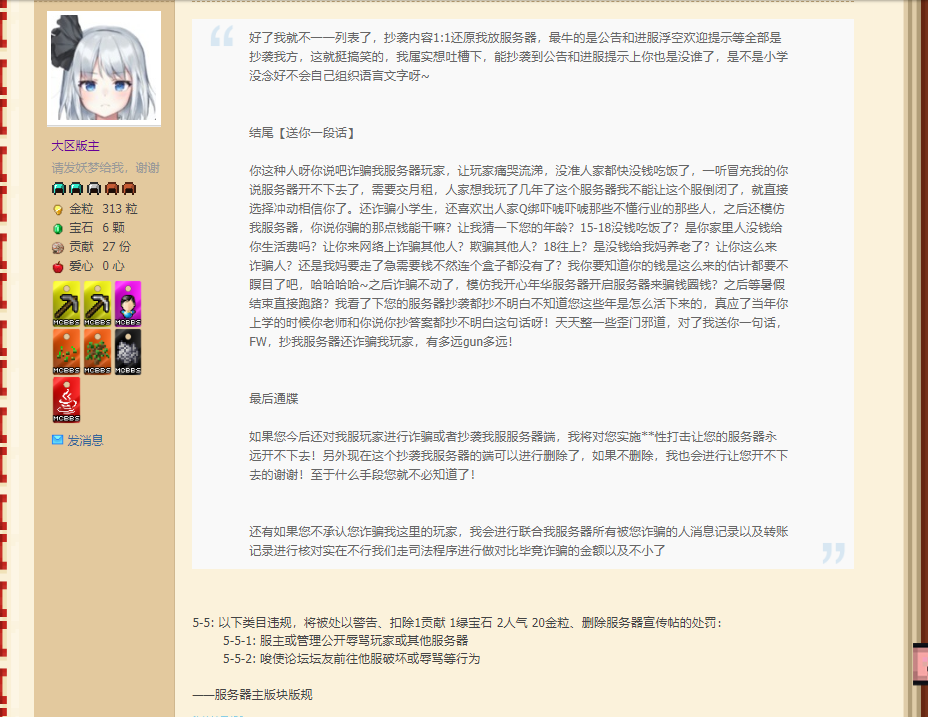 好了我就不一一列表了，抄袭内容1:1还原我放服务器，最牛的是公告和进服浮空欢迎提示等全部是
抄袭我方，这就挺搞笑的，我属实想吐槽下，能抄袭到公告和进服提示上你也是没谁了，是不是小学
没念好不会自己组织语言文字呀~
结尾【送你一段话】
你这种人呀你说吧诈骗我服务器玩家，让玩家痛哭流涕，没准人家都快没钱吃饭了，一听冒充我的你
说服务器开不下去了，需要交月租，人家想我玩了几年了这个服务器我不能让这个服倒闭了，就直接
选择冲动相信你了。还诈骗小学生，还喜欢出人家Q绑吓唬吓唬那些不懂行业的那些人，之后还模仿
我服务器，你说你骗的那点钱能干嘛？让我猜一下您的年龄？15-18没钱吃饭了？是你家里人没钱给
你生活费吗？让你来网络上诈骗其他人？欺骗其他人？18往上？是没钱给我妈养老了？让你这么来
诈骗人？还是我妈要走了急需要钱不然连个盒子都没有了？我你要知道你的钱是这么来的估计都要不
瞑目了吧，哈哈哈哈~之后诈骗不动了，模仿我开心年华服务器开启服务器来骗钱圈钱？之后等暑假
结束直接跑路？我看了下您的服务器抄袭都抄不明白不知道您这些年是怎么活下来的，真应了当年你
上学的时候你老师和你说你抄答案都抄不明白这句话呀！天天整一些歪门邪道，对了我送你一句话，
FW，抄我服务器还诈骗我玩家，有多远gun多远！
最后通牒
如果您今后还对我服玩家进行诈骗或者抄袭我服服务器端，我将对您实施**性打击让您的服务器永
远开不下去！另外现在这个抄袭我服务器的端可以进行删除了，如果不删除，我也会进行让您开不下
去的谢谢！至于什么手段您就不必知道了！
还有如果您不承认您诈骗我这里的玩家，我会进行联合我服务器所有被您诈骗的人消息记录以及转账
记录进行核对实在不行我们走司法程序进行做对比毕竟诈骗的金额以及不小了
大区版主
请发妖梦给我，谢谢
金粒 313 粒
宝石 6 颗
贡献 27 份
爱心 0 心
MCBBS MCBBS MCBBS
MCBBS MCBBS MCBBS
MCBBS
发消息
5-5: 以下类目违规，将被处以警告、扣除1贡献 1绿宝石 2人气 20金粒、删除服务器宣传帖的处罚：
5-5-1: 服主或管理公开辱骂玩家或其他服务器
5-5-2: 唆使论坛坛友前往他服破坏或辱骂等行为
——服务器主版块版规